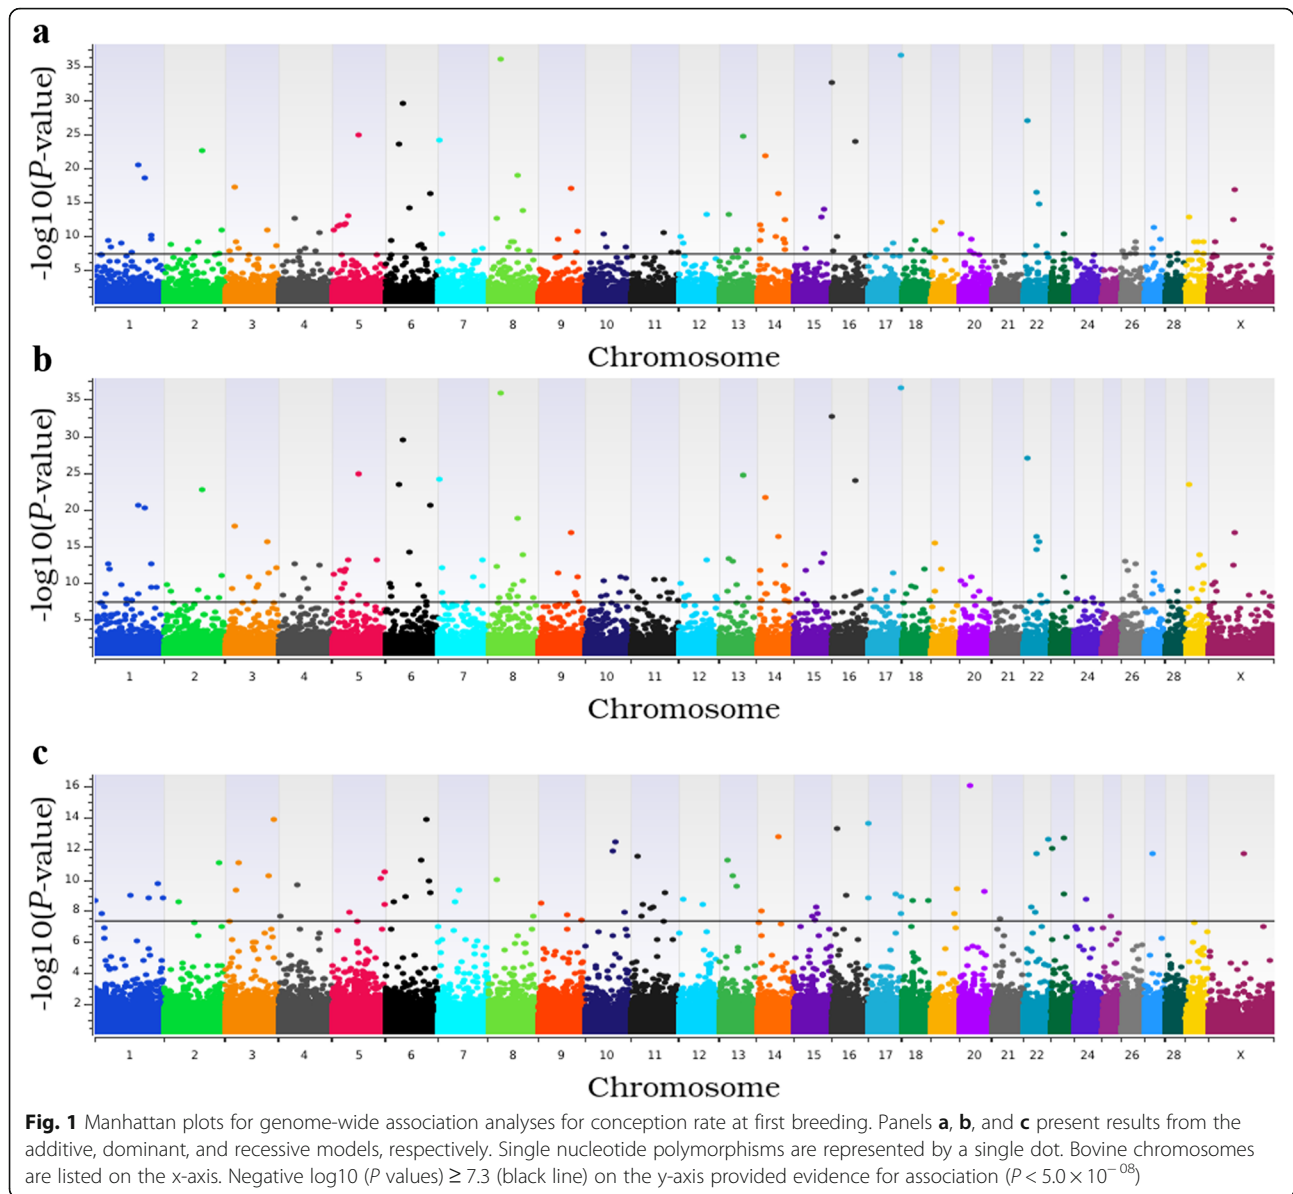 a
-log10(P-value)
35
30
25
20
15
10
5
1 2 3 4 5 6 7 8 9 10 11 12 13 14 15 16 17 18 20 21 22 24 26 28 X
Chromosome
b
-log10(P-value)
35
30
25
20
15
10
5
1 2 3 4 5 6 7 8 9 10 11 12 13 14 15 16 17 18 20 21 22 24 26 28 X
Chromosome
c
-log10(P-value)
16
14
12
10
8
6
4
2
1 2 3 4 5 6 7 8 9 10 11 12 13 14 15 16 17 18 20 21 22 24 26 28 X
Chromosome
Fig. 1 Manhattan plots for genome-wide association analyses for conception rate at first breeding. Panels a, b, and c present results from the
additive, dominant, and recessive models, respectively. Single nucleotide polymorphisms are represented by a single dot. Bovine chromosomes
are listed on the x-axis. Negative log10 (P values) ≥ 7.3 (black line) on the y-axis provided evidence for association (P < 5.0 × 10⁻⁰⁸)